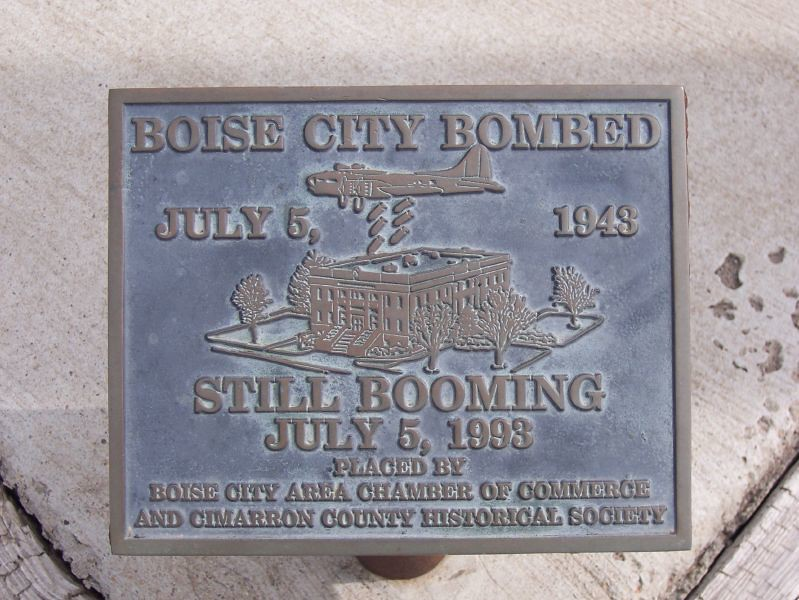 BOISE CITY BOMBED
JULY 5, 1943
STILL BOOMING
JULY 5, 1993
PLACED BY
BOISE CITY AREA CHAMBER OF COMMERCE
AND CIMARRON COUNTY HISTORICAL SOCIETY